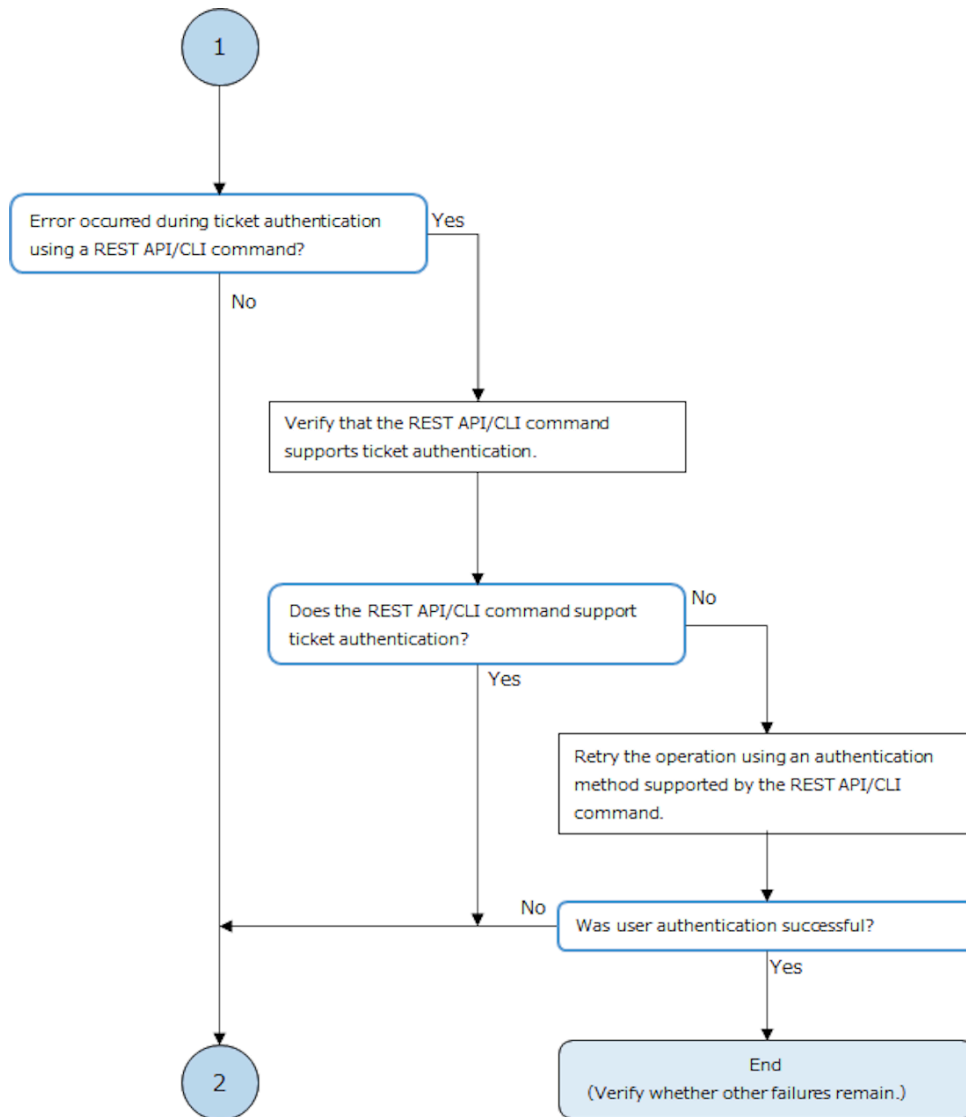 1
Error occurred during ticket authentication
using a REST API/CLI command?
Yes
No
Verify that the REST API/CLI command
supports ticket authentication.
Does the REST API/CLI command support
ticket authentication?
No
Yes
Retry the operation using an authentication
method supported by the REST API/CLI
command.
No
Was user authentication successful?
Yes
2
End
(Verify whether other failures remain.)